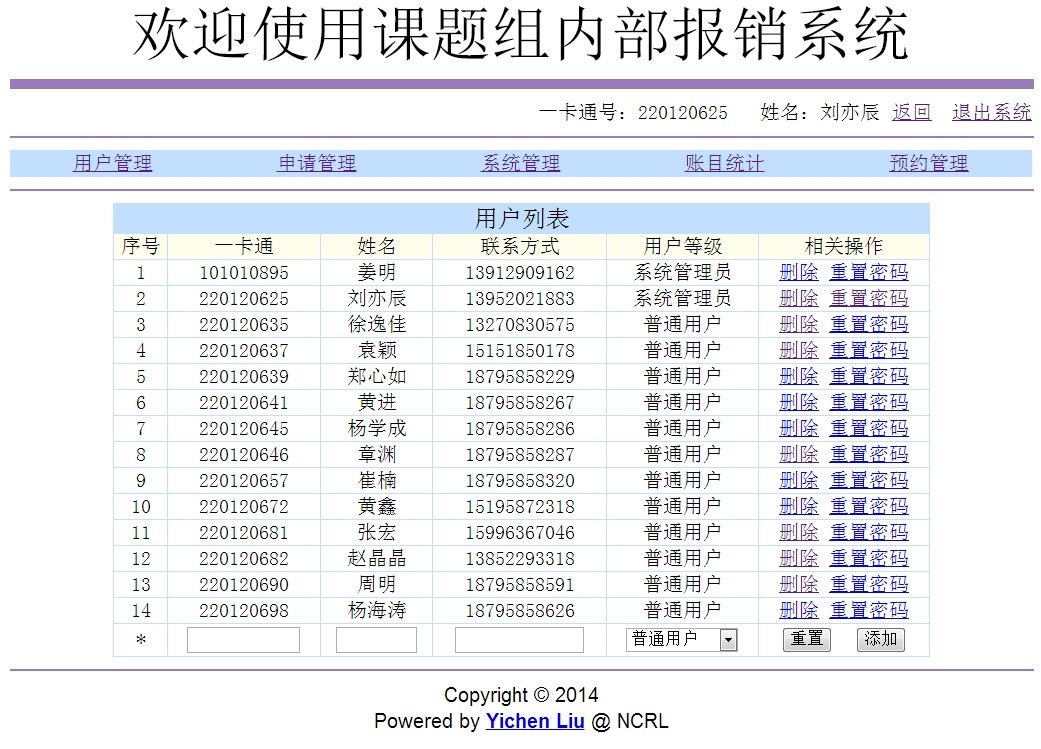 欢迎使用课题组内部报销系统
一卡通号：220120625 姓名：刘亦辰 返回 退出系统
用户管理 申请管理 系统管理 账目统计 预约管理
用户列表
序号 一卡通 姓名 联系方式 用户等级 相关操作
1 101010895 姜明 13912909162 系统管理员 删除 重置密码
2 220120625 刘亦辰 13952021883 系统管理员 删除 重置密码
3 220120635 徐逸佳 13270830575 普通用户 删除 重置密码
4 220120637 袁颖 15151850178 普通用户 删除 重置密码
5 220120639 郑心如 18795858229 普通用户 删除 重置密码
6 220120641 黄进 18795858267 普通用户 删除 重置密码
7 220120645 杨学成 18795858286 普通用户 删除 重置密码
8 220120646 章渊 18795858287 普通用户 删除 重置密码
9 220120657 崔楠 18795858320 普通用户 删除 重置密码
10 220120672 黄鑫 15195872318 普通用户 删除 重置密码
11 220120681 张宏 15996367046 普通用户 删除 重置密码
12 220120682 赵晶晶 13852293318 普通用户 删除 重置密码
13 220120690 周明 18795858591 普通用户 删除 重置密码
14 220120698 杨海涛 18795858626 普通用户 删除 重置密码
* 普通用户 重置 添加
Copyright © 2014
Powered by Yichen Liu @ NCRL